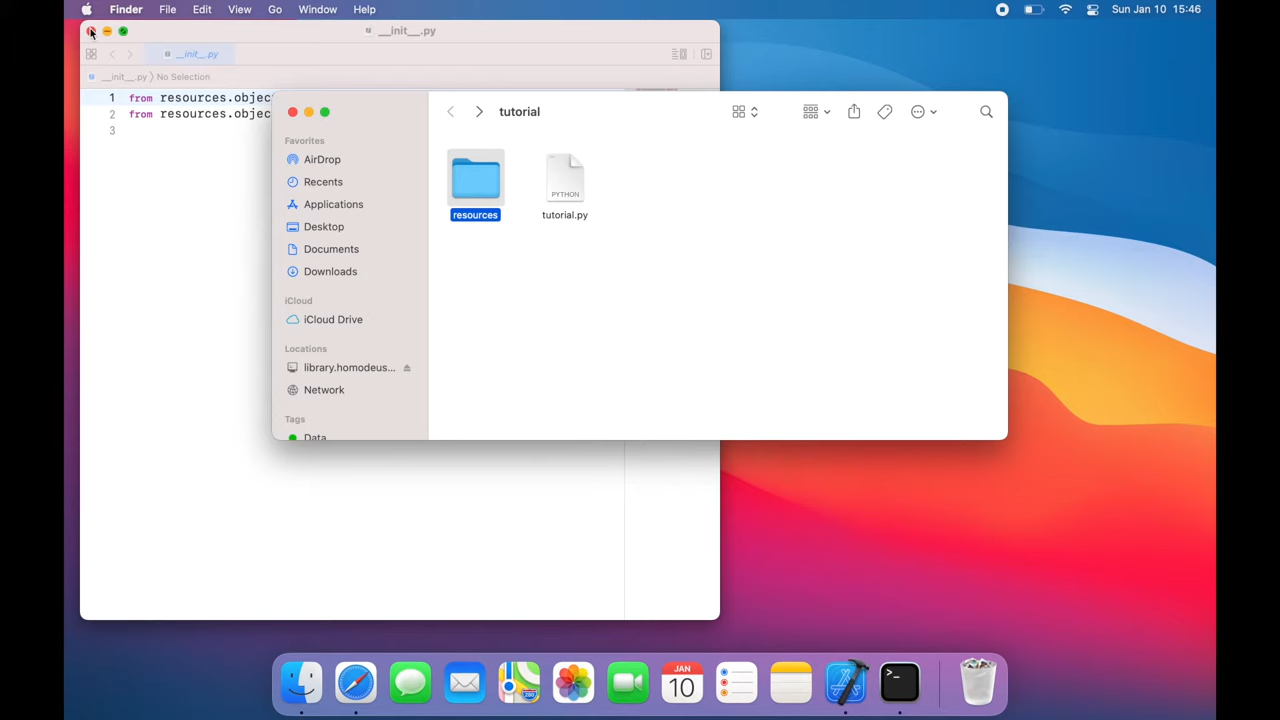 Finder File Edit View Go Window Help
Sun Jan 10 15:46
__init__.py
__init__.py
__init__.py 〉 No Selection
1 from resources.objec
2 from resources.objec
3
tutorial
Favorites
AirDrop
Recents
Applications
Desktop
Documents
Downloads
iCloud
iCloud Drive
Locations
library.homodeus...
Network
Tags
Data
PYTHON
resources
tutorial.py
JAN
10
280
>_